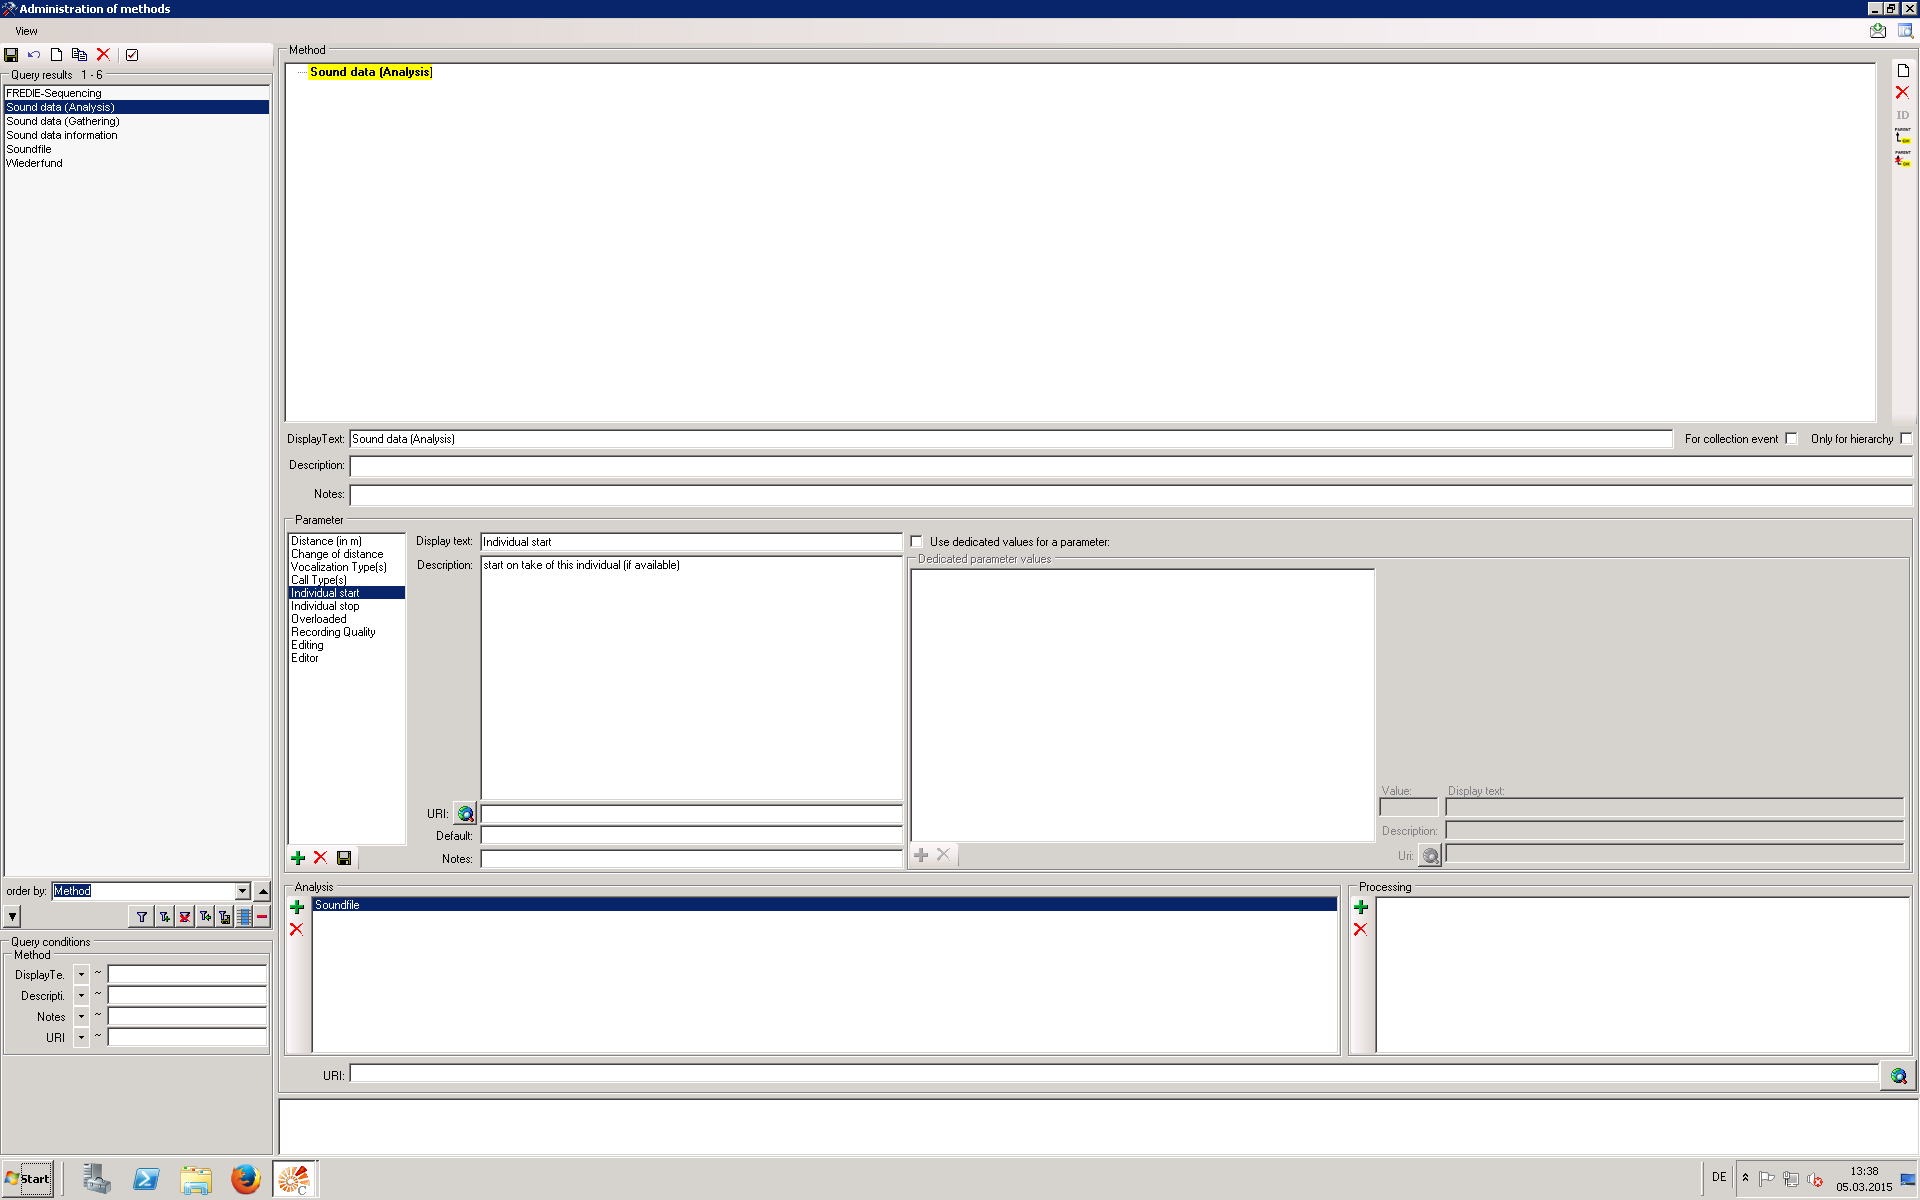 Administration of methods
View
Query results 1 - 6
FREDIE-Sequencing
Sound data (Analysis)
Sound data (Gathering)
Sound data information
Soundfile
Wiederfund
order by: Method
Query conditions
Method
DisplayTe. ~
Descripti. ~
Notes ~
URI ~
Method
Sound data (Analysis)
ID
PARENT
PARENT
DisplayText: Sound data (Analysis)
For collection event
Only for hierarchy
Description:
Notes:
Parameter
Distance (in m)
Change of distance
Vocalization Type(s)
Call Type(s)
Individual start
Individual stop
Overloaded
Recording Quality
Editing
Editor
Display text: Individual start
Description: start on take of this individual (if available)
URI:
Default:
Notes:
Use dedicated values for a parameter:
Dedicated parameter values
Value: Display text:
Description:
Uri:
Analysis
Soundfile
Processing
URI:
Start
C
DE
13:38
05.03.2015